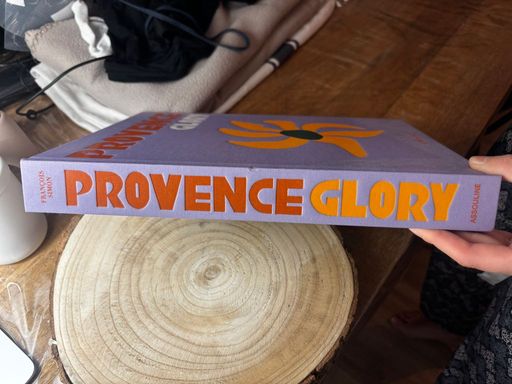 PROVENCE
GLORY
FRANÇOIS
SIMON
PROVENCE GLORY
ASSOULINE